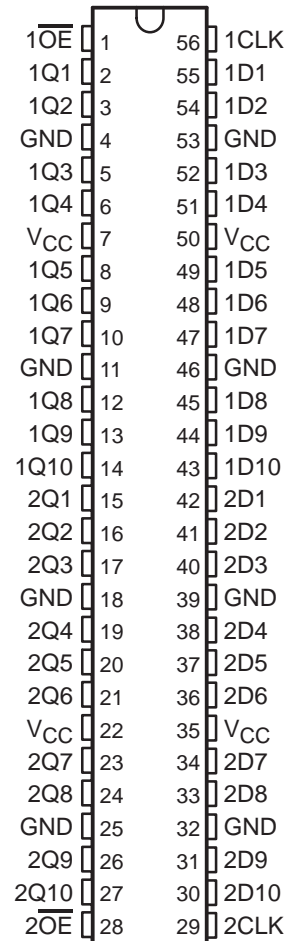 1O̅E̅ 1 56 1CLK
1Q1 2 55 1D1
1Q2 3 54 1D2
GND 4 53 GND
1Q3 5 52 1D3
1Q4 6 51 1D4
VCC 7 50 VCC
1Q5 8 49 1D5
1Q6 9 48 1D6
1Q7 10 47 1D7
GND 11 46 GND
1Q8 12 45 1D8
1Q9 13 44 1D9
1Q10 14 43 1D10
2Q1 15 42 2D1
2Q2 16 41 2D2
2Q3 17 40 2D3
GND 18 39 GND
2Q4 19 38 2D4
2Q5 20 37 2D5
2Q6 21 36 2D6
VCC 22 35 VCC
2Q7 23 34 2D7
2Q8 24 33 2D8
GND 25 32 GND
2Q9 26 31 2D9
2Q10 27 30 2D10
2O̅E̅ 28 29 2CLK